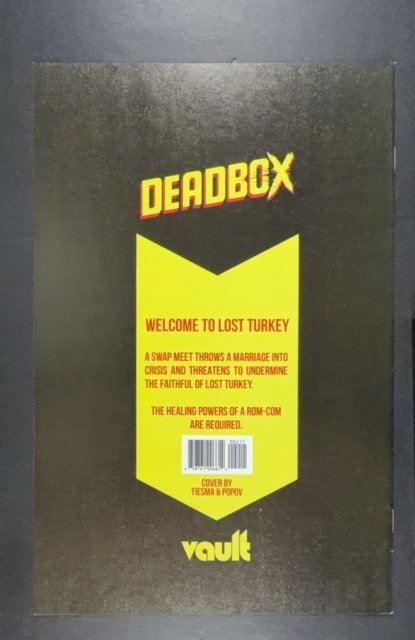 DEADBOX
WELCOME TO LOST TURKEY
A SWAP MEET THROWS A MARRIAGE INTO
CRISIS AND THREATENS TO UNDERMINE
THE FAITHFUL OF LOST TURKEY.
THE HEALING POWERS OF A ROM-COM
ARE REQUIRED.
COVER BY
TIESMA & POPOV
vault